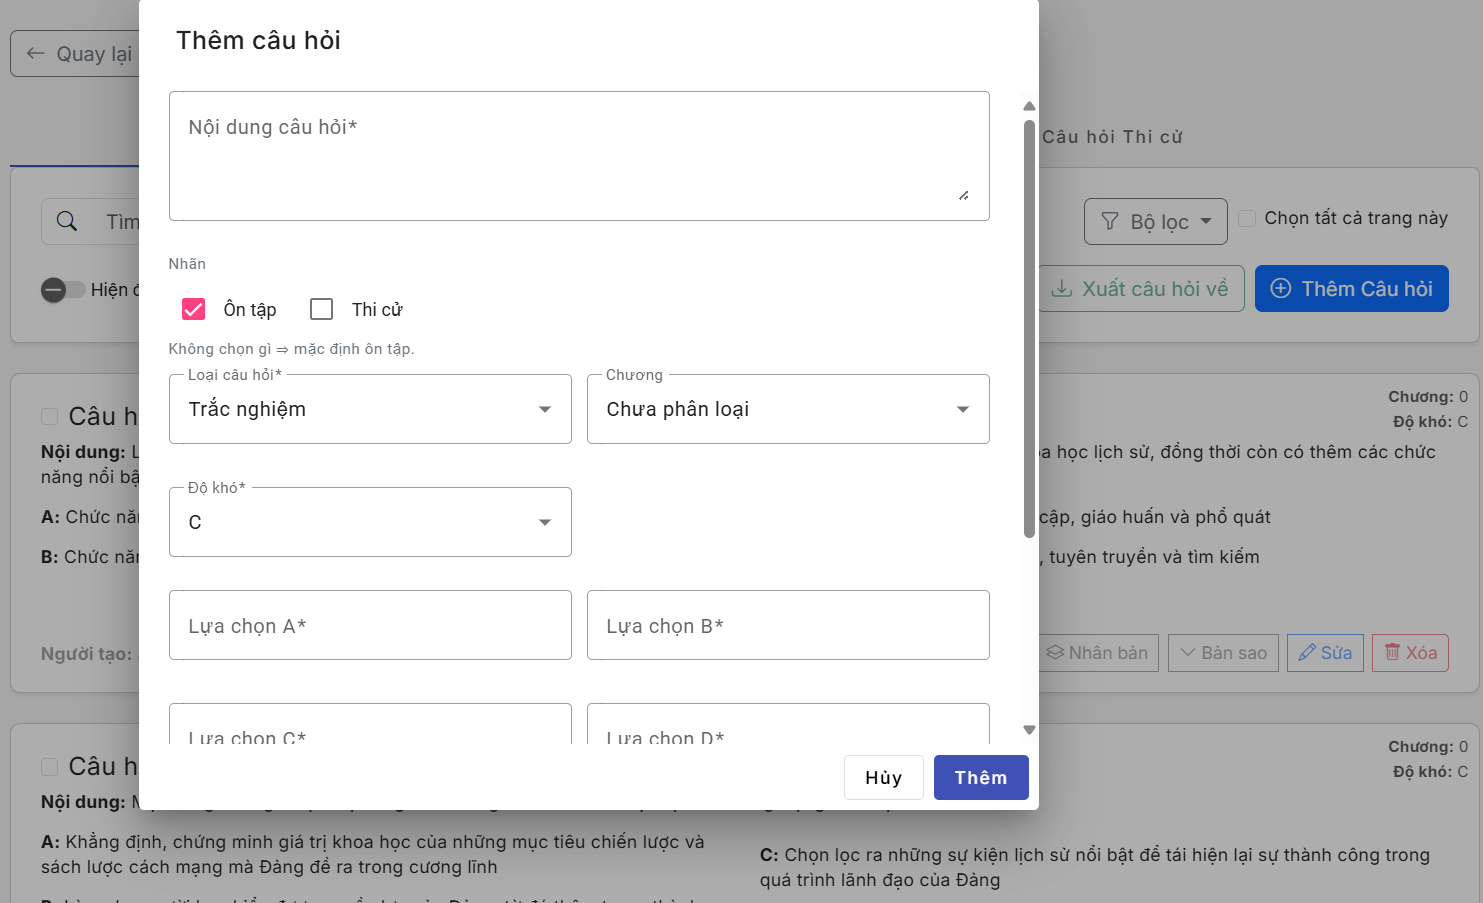 Thêm câu hỏi
Quay lại
Nội dung câu hỏi*
Câu hỏi Thi cử
Bộ lọc
Chọn tất cả trang này
Nhãn
Hiện
Ôn tập
Thi cử
Xuất câu hỏi về
Thêm Câu hỏi
Không chọn gì ⇒ mặc định ôn tập.
Loại câu hỏi*
Trắc nghiệm
Chương
Chưa phân loại
Chương: 0
Độ khó: C
Câu
Nội dung:
học lịch sử, đồng thời còn có thêm các chức
năng nổi
Độ khó*
C
A: Chức
cập, giáo huấn và phổ quát
B: Chức
, tuyên truyền và tìm kiếm
Lựa chọn A*
Lựa chọn B*
Người tạo:
Nhân bản
Bản sao
Sửa
Xóa
Lựa chọn C*
Lựa chọn D*
Hủy
Thêm
Chương: 0
Độ khó: C
Câu
Nội dung:
A: Khẳng định, chứng minh giá trị khoa học của những mục tiêu chiến lược và
sách lược cách mạng mà Đảng đề ra trong cương lĩnh
C: Chọn lọc ra những sự kiện lịch sử nổi bật để tái hiện lại sự thành công trong
quá trình lãnh đạo của Đảng